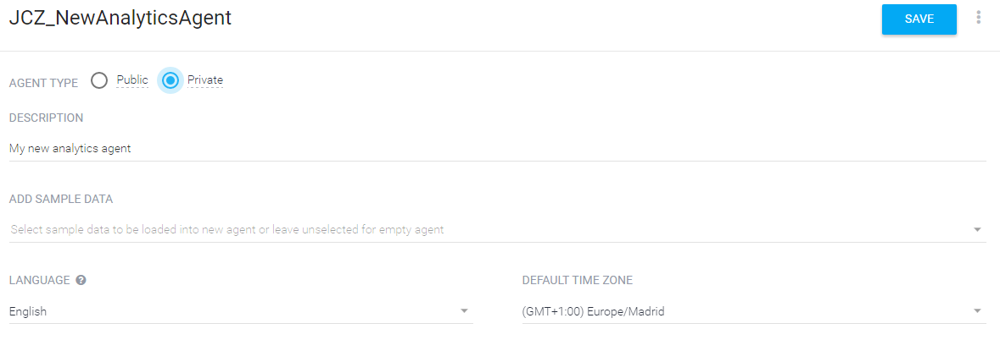 JCZ_NewAnalyticsAgent
SAVE
AGENT TYPE Public Private
DESCRIPTION
My new analytics agent
ADD SAMPLE DATA
Select sample data to be loaded into new agent or leave unselected for empty agent
LANGUAGE ? DEFAULT TIME ZONE
English (GMT+1:00) Europe/Madrid